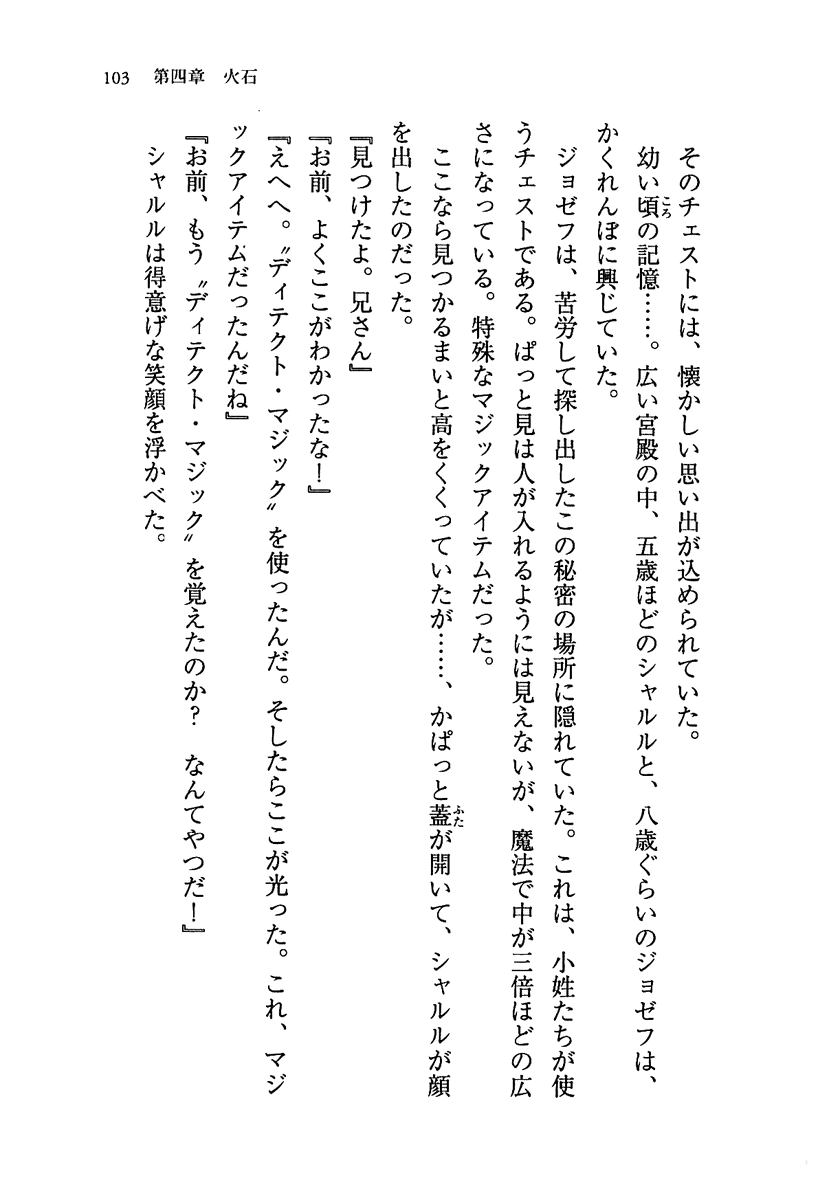 103　第四章　火石
そのチェストには、懐かしい思い出が込められていた。
幼い頃の記憶……。広い宮殿の中、五歳ほどのシャルルと、八歳ぐらいのジョゼフは、
かくれんぼに興じていた。
ジョゼフは、苦労して探し出したこの秘密の場所に隠れていた。これは、小姓たちが使
うチェストである。ぱっと見は人が入れるようには見えないが、魔法で中が三倍ほどの広
さになっている。特殊なマジックアイテムだった。
ここなら見つかるまいと高をくくっていたが……、かぱっと蓋が開いて、シャルルが顔
を出したのだった。
『見つけたよ。兄さん』
『お前、よくここがわかったな！』
『えへへ。〝ディテクト・マジック〟を使ったんだ。そしたらここが光った。これ、マジ
ックアイテムだったんだね』
『お前、もう〝ディテクト・マジック〟を覚えたのか？　なんてやつだ！』
シャルルは得意げな笑顔を浮かべた。